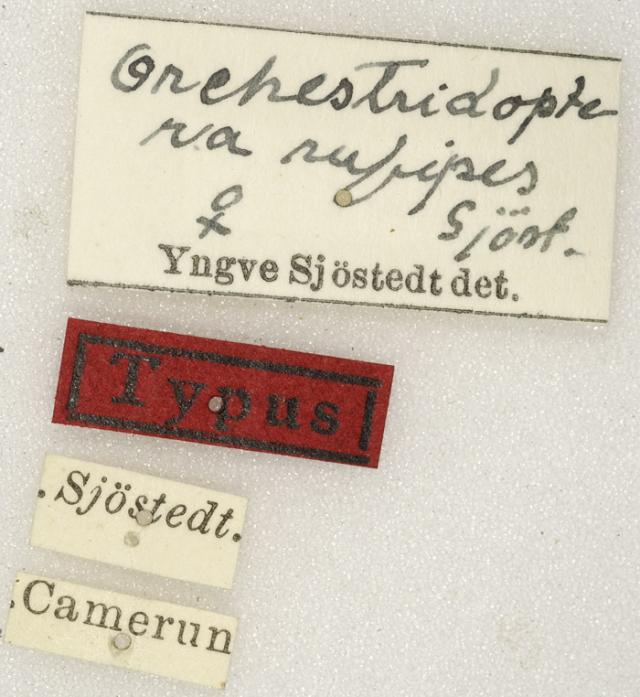 Orchestridopte
ra rufipes
♀ Sjöst.
Yngve Sjöstedt det.
Typus
. Sjöstedt.
. Camerun